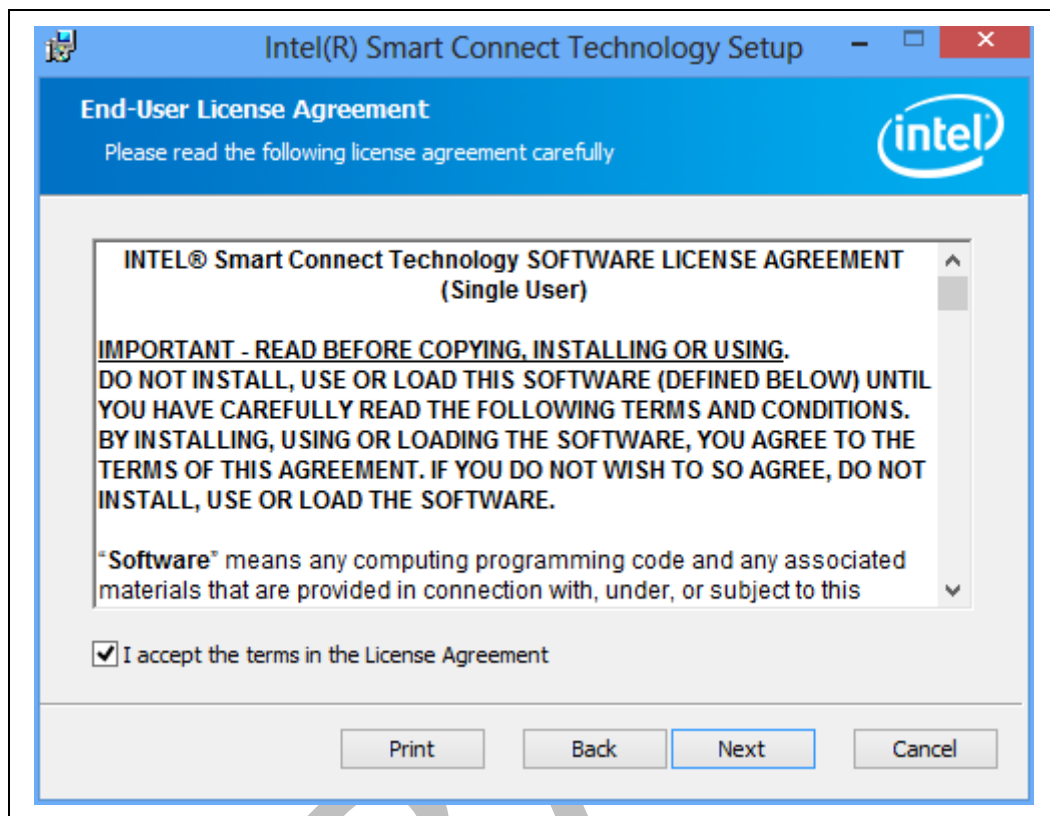 Intel(R) Smart Connect Technology Setup
End-User License Agreement
Please read the following license agreement carefully
intel
INTEL® Smart Connect Technology SOFTWARE LICENSE AGREEMENT
(Single User)
IMPORTANT - READ BEFORE COPYING, INSTALLING OR USING.
DO NOT INSTALL, USE OR LOAD THIS SOFTWARE (DEFINED BELOW) UNTIL
YOU HAVE CAREFULLY READ THE FOLLOWING TERMS AND CONDITIONS.
BY INSTALLING, USING OR LOADING THE SOFTWARE, YOU AGREE TO THE
TERMS OF THIS AGREEMENT. IF YOU DO NOT WISH TO SO AGREE, DO NOT
INSTALL, USE OR LOAD THE SOFTWARE.
“Software” means any computing programming code and any associated
materials that are provided in connection with, under, or subject to this
I accept the terms in the License Agreement
Print Back Next Cancel